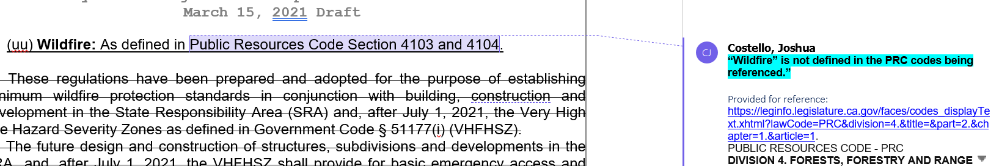 March 15, 2021 Draft
(uu) Wildfire: As defined in Public Resources Code Section 4103 and 4104.
These regulations have been prepared and adopted for the purpose of establishing
nimum wildfire protection standards in conjunction with building, construction and
velopment in the State Responsibility Area (SRA) and, after July 1, 2021, the Very High
e Hazard Severity Zones as defined in Government Code § 51177(i) (VHFHSZ).
The future design and construction of structures, subdivisions and developments in the
RA, and, after July 1, 2021, the VHFHSZ shall provide for basic emergency access and
CJ
Costello, Joshua
“Wildfire” is not defined in the PRC codes being
referenced.”
Provided for reference:
https://leginfo.legislature.ca.gov/faces/codes_displayTe
xt.xhtml?lawCode=PRC&division=4.&title=&part=2.&ch
apter=1.&article=1.
PUBLIC RESOURCES CODE - PRC
DIVISION 4. FORESTS, FORESTRY AND RANGE